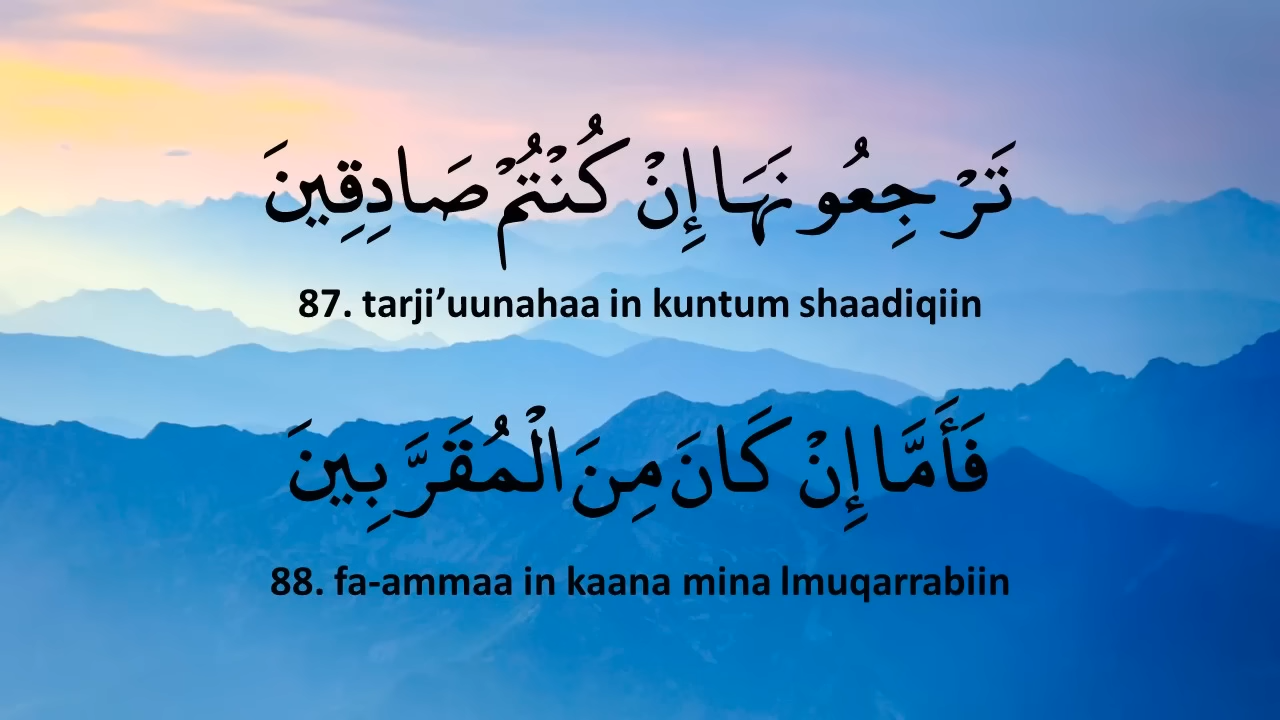 تَرْجِعُونَهَا إِنْ كُنْتُمْ صَادِقِينَ
87. tarji’uunahaa in kuntum shaadiqiin
فَأَمَّا إِنْ كَانَ مِنَ الْمُقَرَّبِينَ
88. fa-ammaa in kaana mina lmuqarrabiin